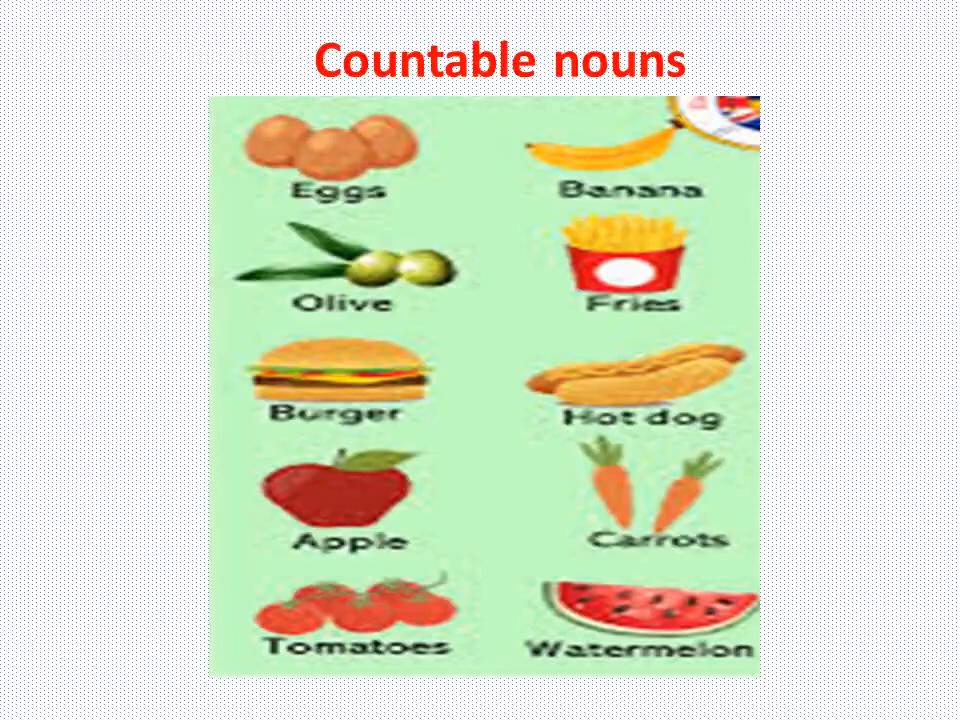 Countable nouns
Eggs
Banana
Olive
Fries
Burger
Hot dog
Apple
Carrots
Tomatoes
Watermelon